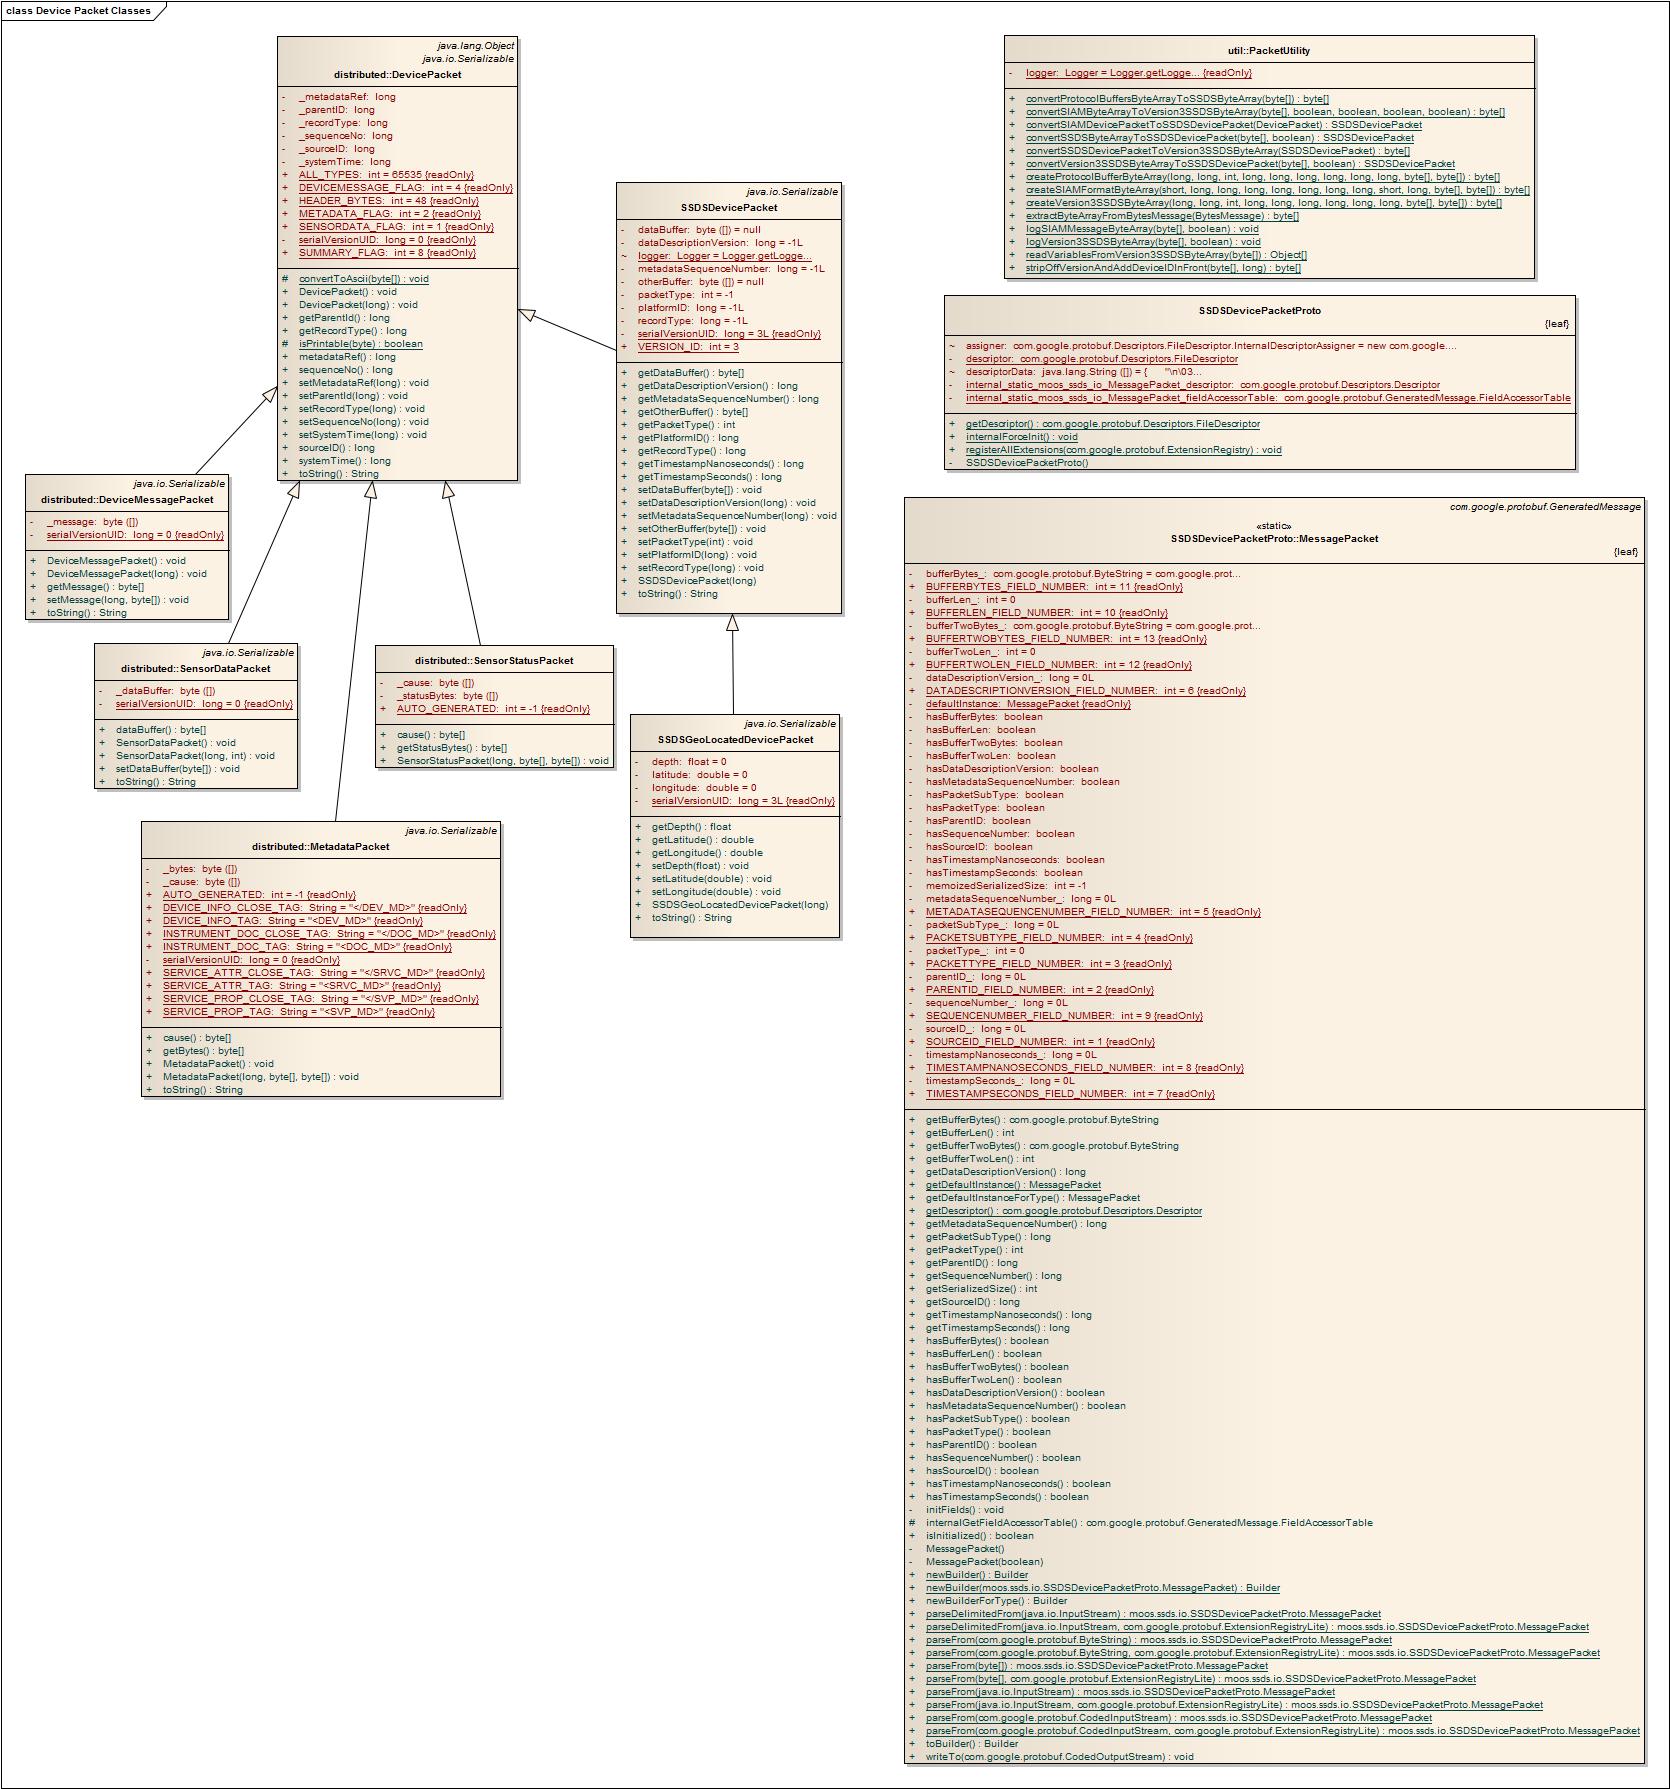 class Device Packet Classes
java.lang.Object
java.io.Serializable
distributed::DevicePacket
- _metadataRef: long
- _parentID: long
- _recordType: long
- _sequenceNo: long
- _sourceID: long
- _systemTime: long
+ ALL_TYPES: int = 65535 {readOnly}
+ DEVICEMESSAGE_FLAG: int = 4 {readOnly}
+ HEADER_BYTES: int = 48 {readOnly}
+ METADATA_FLAG: int = 2 {readOnly}
+ SENSORDATA_FLAG: int = 1 {readOnly}
- serialVersionUID: long = 0 {readOnly}
+ SUMMARY_FLAG: int = 8 {readOnly}
# convertToAscii(byte[]) : void
+ DevicePacket() : void
+ DevicePacket(long) : void
+ getParentId() : long
+ getRecordType() : long
# isPrintable(byte) : boolean
+ metadataRef() : long
+ sequenceNo() : long
+ setMetadataRef(long) : void
+ setParentId(long) : void
+ setRecordType(long) : void
+ setSequenceNo(long) : void
+ setSystemTime(long) : void
+ sourceID() : long
+ systemTime() : long
+ toString() : String
java.io.Serializable
distributed::DeviceMessagePacket
- _message: byte ([])
- serialVersionUID: long = 0 {readOnly}
+ DeviceMessagePacket() : void
+ DeviceMessagePacket(long) : void
+ getMessage() : byte[]
+ setMessage(long, byte[]) : void
+ toString() : String
java.io.Serializable
distributed::SensorDataPacket
- _dataBuffer: byte ([])
- serialVersionUID: long = 0 {readOnly}
+ dataBuffer() : byte[]
+ SensorDataPacket() : void
+ SensorDataPacket(long, int) : void
+ setDataBuffer(byte[]) : void
+ toString() : String
distributed::SensorStatusPacket
- _cause: byte ([])
- _statusBytes: byte ([])
+ AUTO_GENERATED: int = -1 {readOnly}
+ cause() : byte[]
+ getStatusBytes() : byte[]
+ SensorStatusPacket(long, byte[], byte[]) : void
java.io.Serializable
distributed::MetadataPacket
- _bytes: byte ([])
- _cause: byte ([])
+ AUTO_GENERATED: int = -1 {readOnly}
+ DEVICE_INFO_CLOSE_TAG: String = "</DEV_MD>" {readOnly}
+ DEVICE_INFO_TAG: String = "<DEV_MD>" {readOnly}
+ INSTRUMENT_DOC_CLOSE_TAG: String = "</DOC_MD>" {readOnly}
+ INSTRUMENT_DOC_TAG: String = "<DOC_MD>" {readOnly}
- serialVersionUID: long = 0 {readOnly}
+ SERVICE_ATTR_CLOSE_TAG: String = "</SRVC_MD>" {readOnly}
+ SERVICE_ATTR_TAG: String = "<SRVC_MD>" {readOnly}
+ SERVICE_PROP_CLOSE_TAG: String = "</SVP_MD>" {readOnly}
+ SERVICE_PROP_TAG: String = "<SVP_MD>" {readOnly}
+ cause() : byte[]
+ getBytes() : byte[]
+ MetadataPacket() : void
+ MetadataPacket(long, byte[], byte[]) : void
+ toString() : String
java.io.Serializable
SSDSDevicePacket
- dataBuffer: byte ([]) = null
- dataDescriptionVersion: long = -1L
~ logger: Logger = Logger.getLogge...
- metadataSequenceNumber: long = -1L
- otherBuffer: byte ([]) = null
- packetType: int = -1
- platformID: long = -1L
- recordType: long = -1L
- serialVersionUID: long = 3L {readOnly}
+ VERSION_ID: int = 3
+ getDataBuffer() : byte[]
+ getDataDescriptionVersion() : long
+ getMetadataSequenceNumber() : long
+ getOtherBuffer() : byte[]
+ getPacketType() : int
+ getPlatformID() : long
+ getRecordType() : long
+ getTimestampNanoseconds() : long
+ getTimestampSeconds() : long
+ setDataBuffer(byte[]) : void
+ setDataDescriptionVersion(long) : void
+ setMetadataSequenceNumber(long) : void
+ setOtherBuffer(byte[]) : void
+ setPacketType(int) : void
+ setPlatformID(long) : void
+ setRecordType(long) : void
+ SSDSDevicePacket(long)
+ toString() : String
java.io.Serializable
SSDSGeoLocatedDevicePacket
- depth: float = 0
- latitude: double = 0
- longitude: double = 0
- serialVersionUID: long = 3L {readOnly}
+ getDepth() : float
+ getLatitude() : double
+ getLongitude() : double
+ setDepth(float) : void
+ setLatitude(double) : void
+ setLongitude(double) : void
+ SSDSGeoLocatedDevicePacket(long)
+ toString() : String
util::PacketUtility
- logger: Logger = Logger.getLogge... {readOnly}
+ convertProtocolBuffersByteArrayToSSDSByteArray(byte[]) : byte[]
+ convertSIAMByteArrayToVersion3SSDSByteArray(byte[], boolean, boolean, boolean, boolean) : byte[]
+ convertSIAMDevicePacketToSSDSDevicePacket(DevicePacket) : SSDSDevicePacket
+ convertSSDSByteArrayToSSDSDevicePacket(byte[], boolean) : SSDSDevicePacket
+ convertSSDSDevicePacketToVersion3SSDSByteArray(SSDSDevicePacket) : byte[]
+ convertVersion3SSDSByteArrayToSSDSDevicePacket(byte[], boolean) : SSDSDevicePacket
+ createProtocolBufferByteArray(long, long, int, long, long, long, long, long, long, byte[], byte[]) : byte[]
+ createSIAMFormatByteArray(short, long, long, long, long, long, long, short, long, byte[], byte[]) : byte[]
+ createVersion3SSDSByteArray(long, long, int, long, long, long, long, long, long, byte[], byte[]) : byte[]
+ extractByteArrayFromBytesMessage(BytesMessage) : byte[]
+ logSIAMMessageByteArray(byte[], boolean) : void
+ logVersion3SSDSByteArray(byte[], boolean) : void
+ readVariablesFromVersion3SSDSByteArray(byte[]) : Object[]
+ stripOffVersionAndAddDeviceIDInFront(byte[], long) : byte[]
SSDSDevicePacketProto
{leaf}
~ assigner: com.google.protobuf.Descriptors.FileDescriptor.InternalDescriptorAssigner = new com.google....
- descriptor: com.google.protobuf.Descriptors.FileDescriptor
~ descriptorData: java.lang.String ([]) = { "\n\03...
- internal_static_moos_ssds_io_MessagePacket_descriptor: com.google.protobuf.Descriptors.Descriptor
- internal_static_moos_ssds_io_MessagePacket_fieldAccessorTable: com.google.protobuf.GeneratedMessage.FieldAccessorTable
+ getDescriptor() : com.google.protobuf.Descriptors.FileDescriptor
+ internalForceInit() : void
+ registerAllExtensions(com.google.protobuf.ExtensionRegistry) : void
- SSDSDevicePacketProto()
com.google.protobuf.GeneratedMessage
«static»
SSDSDevicePacketProto::MessagePacket
{leaf}
- bufferBytes_: com.google.protobuf.ByteString = com.google.prot...
+ BUFFERBYTES_FIELD_NUMBER: int = 11 {readOnly}
- bufferLen_: int = 0
+ BUFFERLEN_FIELD_NUMBER: int = 10 {readOnly}
- bufferTwoBytes_: com.google.protobuf.ByteString = com.google.prot...
+ BUFFERTWOBYTES_FIELD_NUMBER: int = 13 {readOnly}
- bufferTwoLen_: int = 0
+ BUFFERTWOLEN_FIELD_NUMBER: int = 12 {readOnly}
- dataDescriptionVersion_: long = 0L
+ DATADESCRIPTIONVERSION_FIELD_NUMBER: int = 6 {readOnly}
- defaultInstance: MessagePacket {readOnly}
- hasBufferBytes: boolean
- hasBufferLen: boolean
- hasBufferTwoBytes: boolean
- hasBufferTwoLen: boolean
- hasDataDescriptionVersion: boolean
- hasMetadataSequenceNumber: boolean
- hasPacketSubType: boolean
- hasPacketType: boolean
- hasParentID: boolean
- hasSequenceNumber: boolean
- hasSourceID: boolean
- hasTimestampNanoseconds: boolean
- hasTimestampSeconds: boolean
- memoizedSerializedSize: int = -1
- metadataSequenceNumber_: long = 0L
+ METADATASEQUENCENUMBER_FIELD_NUMBER: int = 5 {readOnly}
- packetSubType_: long = 0L
+ PACKETSUBTYPE_FIELD_NUMBER: int = 4 {readOnly}
- packetType_: int = 0
+ PACKETTYPE_FIELD_NUMBER: int = 3 {readOnly}
- parentID_: long = 0L
+ PARENTID_FIELD_NUMBER: int = 2 {readOnly}
- sequenceNumber_: long = 0L
+ SEQUENCENUMBER_FIELD_NUMBER: int = 9 {readOnly}
- sourceID_: long = 0L
+ SOURCEID_FIELD_NUMBER: int = 1 {readOnly}
- timestampNanoseconds_: long = 0L
+ TIMESTAMPNANOSECONDS_FIELD_NUMBER: int = 8 {readOnly}
- timestampSeconds_: long = 0L
+ TIMESTAMPSECONDS_FIELD_NUMBER: int = 7 {readOnly}
+ getBufferBytes() : com.google.protobuf.ByteString
+ getBufferLen() : int
+ getBufferTwoBytes() : com.google.protobuf.ByteString
+ getBufferTwoLen() : int
+ getDataDescriptionVersion() : long
+ getDefaultInstance() : MessagePacket
+ getDefaultInstanceForType() : MessagePacket
+ getDescriptor() : com.google.protobuf.Descriptors.Descriptor
+ getMetadataSequenceNumber() : long
+ getPacketSubType() : long
+ getPacketType() : int
+ getParentID() : long
+ getSequenceNumber() : long
+ getSerializedSize() : int
+ getSourceID() : long
+ getTimestampNanoseconds() : long
+ getTimestampSeconds() : long
+ hasBufferBytes() : boolean
+ hasBufferLen() : boolean
+ hasBufferTwoBytes() : boolean
+ hasBufferTwoLen() : boolean
+ hasDataDescriptionVersion() : boolean
+ hasMetadataSequenceNumber() : boolean
+ hasPacketSubType() : boolean
+ hasPacketType() : boolean
+ hasParentID() : boolean
+ hasSequenceNumber() : boolean
+ hasSourceID() : boolean
+ hasTimestampNanoseconds() : boolean
+ hasTimestampSeconds() : boolean
- initFields() : void
# internalGetFieldAccessorTable() : com.google.protobuf.GeneratedMessage.FieldAccessorTable
+ isInitialized() : boolean
- MessagePacket()
- MessagePacket(boolean)
+ newBuilder() : Builder
+ newBuilder(moos.ssds.io.SSDSDevicePacketProto.MessagePacket) : Builder
+ newBuilderForType() : Builder
+ parseDelimitedFrom(java.io.InputStream) : moos.ssds.io.SSDSDevicePacketProto.MessagePacket
+ parseDelimitedFrom(java.io.InputStream, com.google.protobuf.ExtensionRegistryLite) : moos.ssds.io.SSDSDevicePacketProto.MessagePacket
+ parseFrom(com.google.protobuf.ByteString) : moos.ssds.io.SSDSDevicePacketProto.MessagePacket
+ parseFrom(com.google.protobuf.ByteString, com.google.protobuf.ExtensionRegistryLite) : moos.ssds.io.SSDSDevicePacketProto.MessagePacket
+ parseFrom(byte[]) : moos.ssds.io.SSDSDevicePacketProto.MessagePacket
+ parseFrom(byte[], com.google.protobuf.ExtensionRegistryLite) : moos.ssds.io.SSDSDevicePacketProto.MessagePacket
+ parseFrom(java.io.InputStream) : moos.ssds.io.SSDSDevicePacketProto.MessagePacket
+ parseFrom(java.io.InputStream, com.google.protobuf.ExtensionRegistryLite) : moos.ssds.io.SSDSDevicePacketProto.MessagePacket
+ parseFrom(com.google.protobuf.CodedInputStream) : moos.ssds.io.SSDSDevicePacketProto.MessagePacket
+ parseFrom(com.google.protobuf.CodedInputStream, com.google.protobuf.ExtensionRegistryLite) : moos.ssds.io.SSDSDevicePacketProto.MessagePacket
+ toBuilder() : Builder
+ writeTo(com.google.protobuf.CodedOutputStream) : void